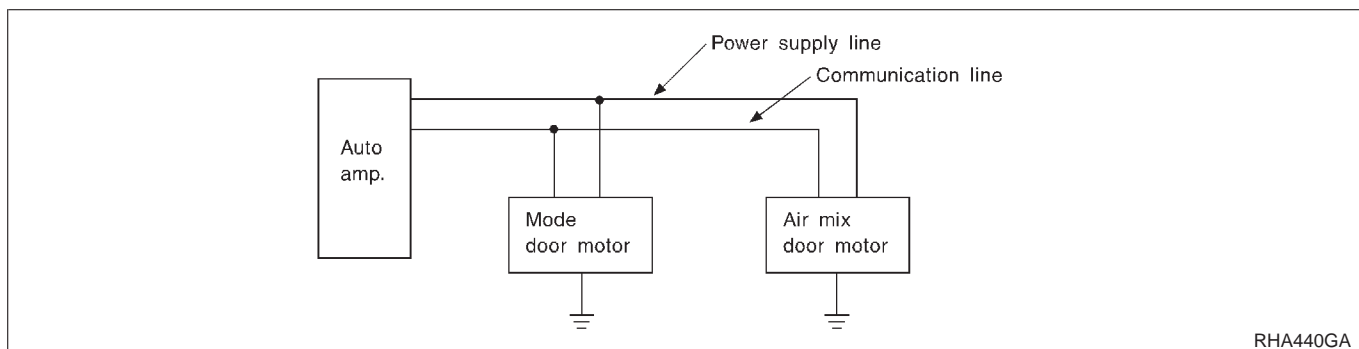 Power supply line
Communication line
Auto
amp.
Mode
door motor
Air mix
door motor
RHA440GA